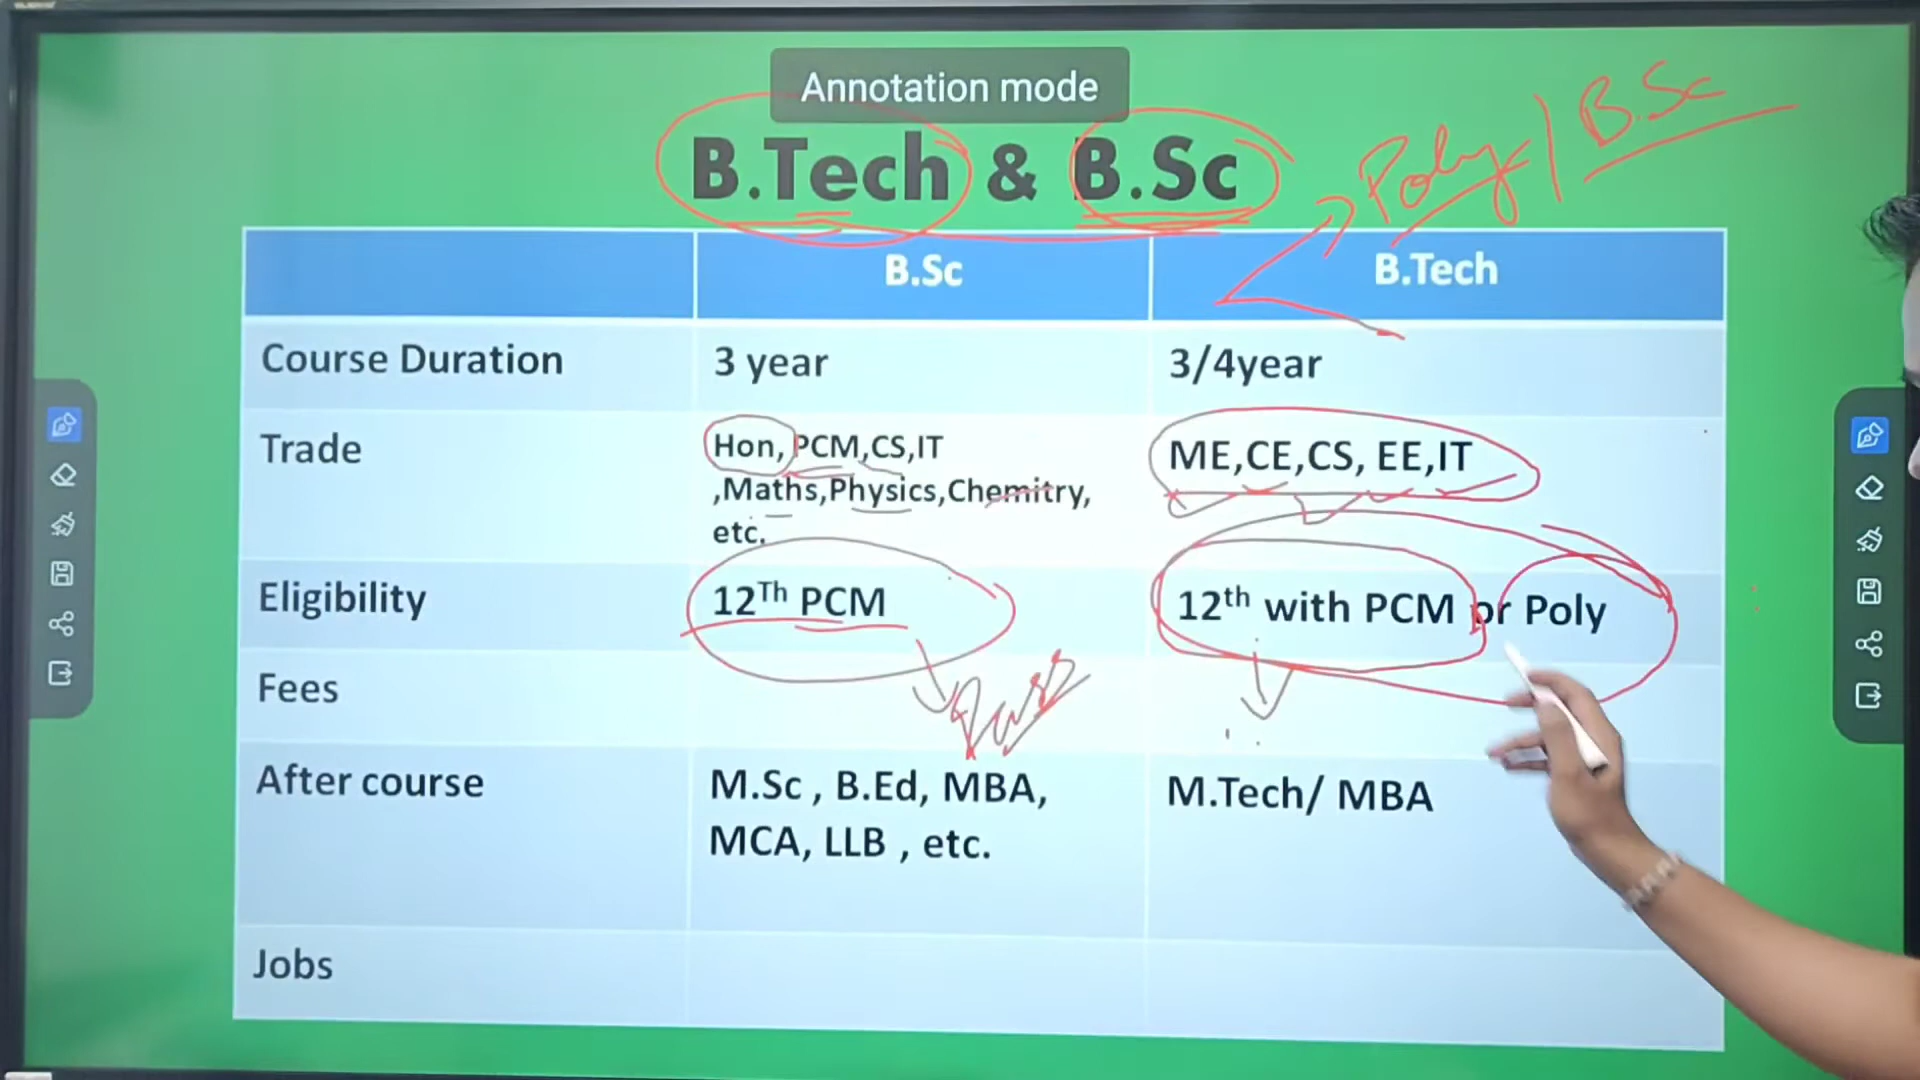 Annotation mode
B.Tech & B.Sc
Poly / B.Sc
B.Sc
B.Tech
Course Duration
3 year
3/4year
Trade
Hon, PCM,CS,IT
,Maths,Physics,Chemitry,
etc.
ME,CE,CS, EE,IT
Eligibility
12Th PCM
12th with PCM or Poly
Fees
After course
M.Sc , B.Ed, MBA,
MCA, LLB , etc.
M.Tech/ MBA
Jobs